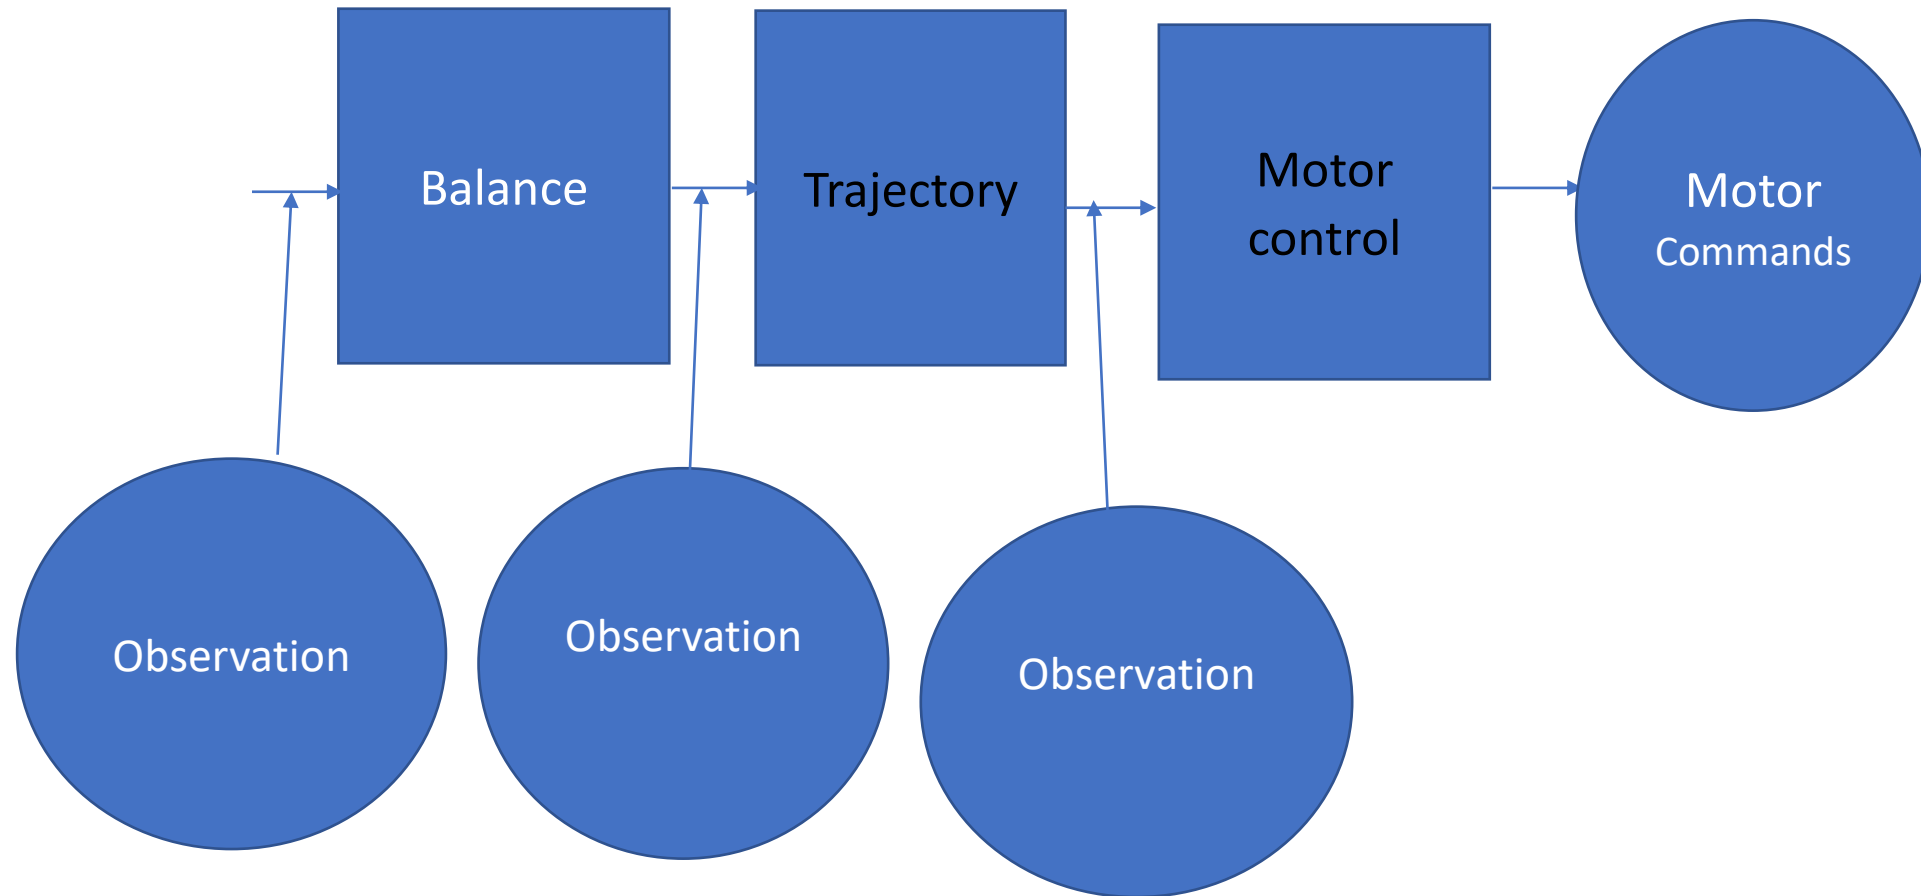 Balance
Trajectory
Motor
control
Motor
Commands
Observation
Observation
Observation